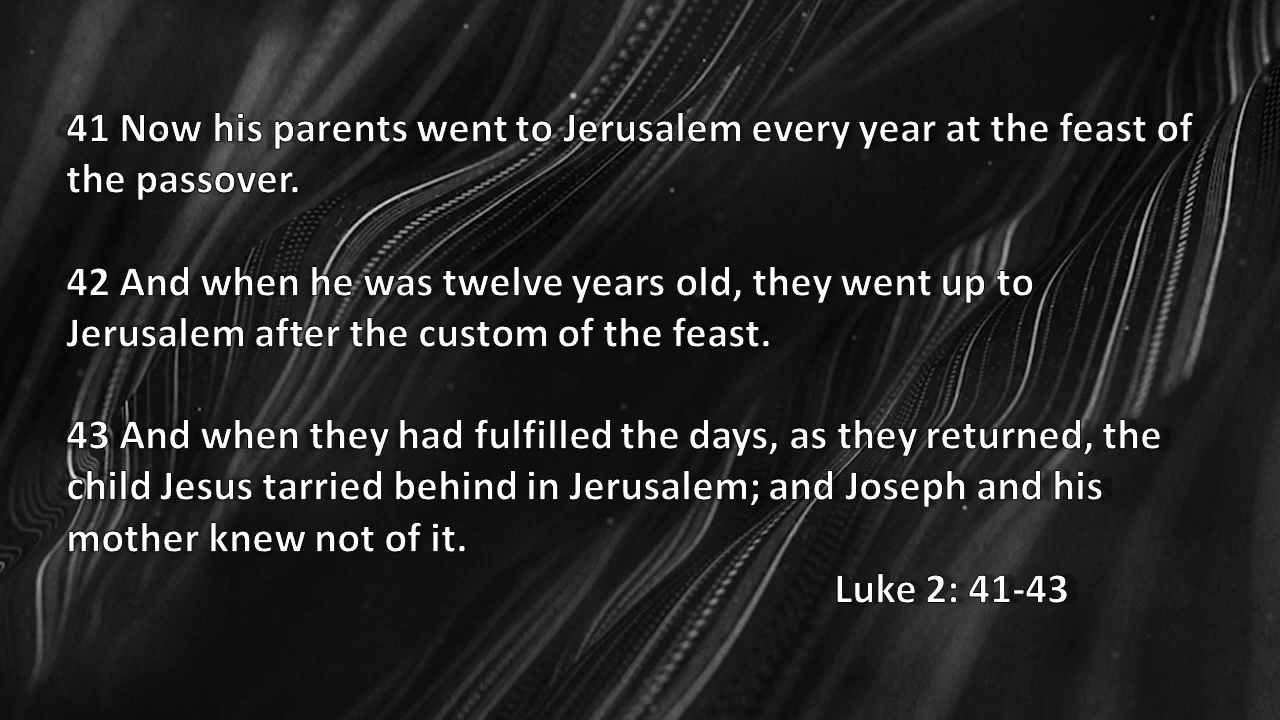 41 Now his parents went to Jerusalem every year at the feast of
the passover.
42 And when he was twelve years old, they went up to
Jerusalem after the custom of the feast.
43 And when they had fulfilled the days, as they returned, the
child Jesus tarried behind in Jerusalem; and Joseph and his
mother knew not of it.
Luke 2: 41-43